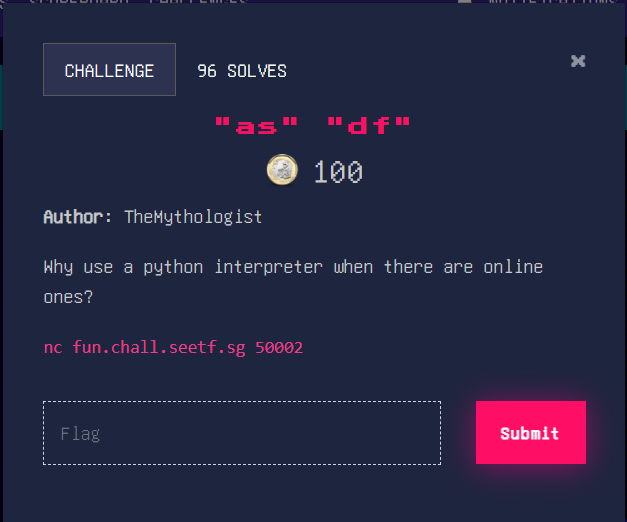 CHALLENGE
96 SOLVES
"as" "df"
100
Author: TheMythologist
Why use a python interpreter when there are online
ones?
nc fun.chall.seetf.sg 50002
Flag
Submit